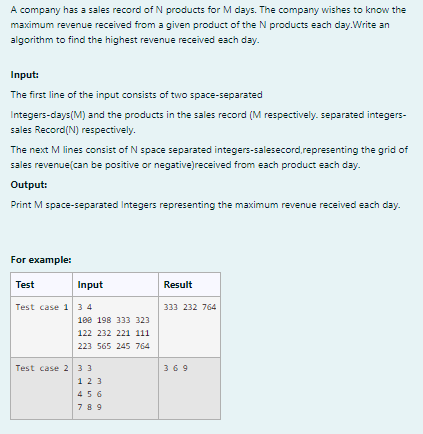 A company has a sales record of N products for M days. The company wishes to know the
maximum revenue received from a given product of the N products each day.Write an
algorithm to find the highest revenue received each day.
Input:
The first line of the input consists of two space-separated
Integers-days(M) and the products in the sales record (M respectively. separated integers-
sales Record(N) respectively.
The next M lines consist of N space separated integers-salesecord,representing the grid of
sales revenue(can be positive or negative)received from each product each day.
Output:
Print M space-separated Integers representing the maximum revenue received each day.
For example:
Test Input Result
Test case 1 3 4 333 232 764
100 198 333 323
122 232 221 111
223 565 245 764
Test case 2 3 3 3 6 9
1 2 3
4 5 6
7 8 9